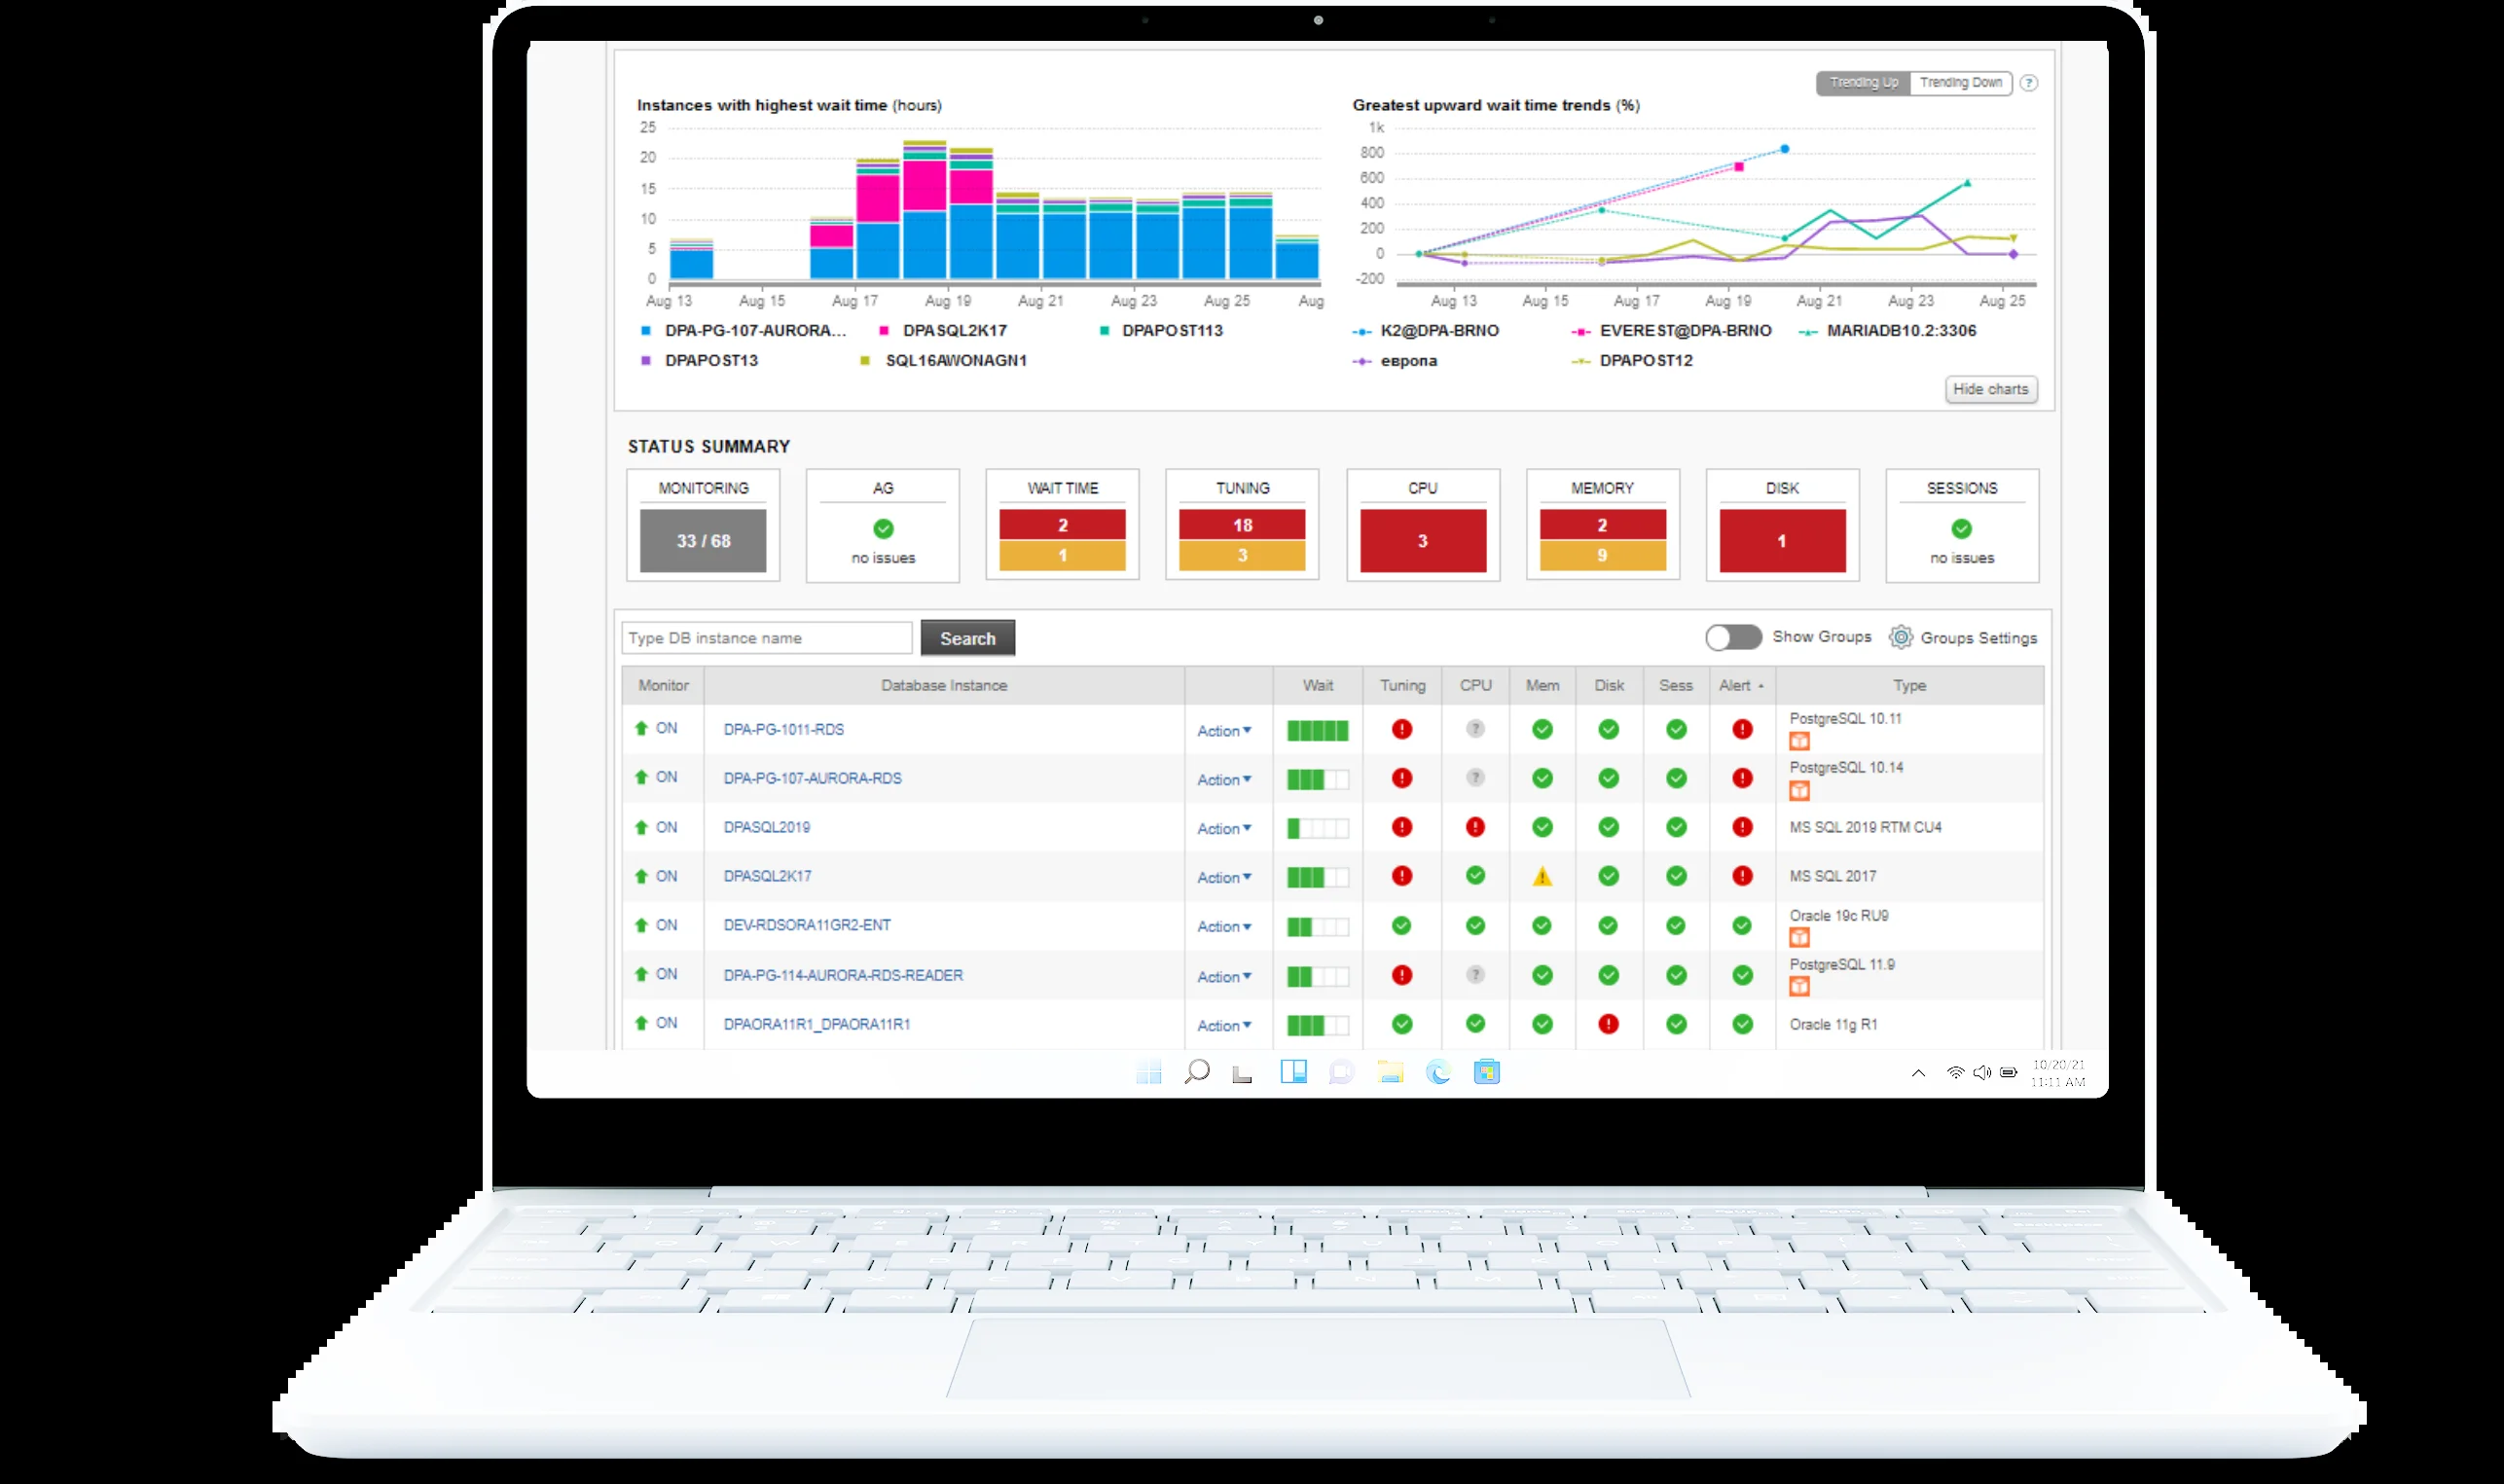 Trending Up Trending Down ?
Instances with highest wait time (hours)
25
20
15
10
5
0
Aug 13 Aug 15 Aug 17 Aug 19 Aug 21 Aug 23 Aug 25 Aug
DPA-PG-107-AURORA... DPASQL2K17 DPAPOST113
DPAPOST13 SQL16AWONAGN1
Greatest upward wait time trends (%)
1k
800
600
400
200
0
-200
Aug 13 Aug 15 Aug 17 Aug 19 Aug 21 Aug 23 Aug 25
K2@DPA-BRNO EVEREST@DPA-BRNO MARIADB10.2:3306
европа DPAPOST12
Hide charts
STATUS SUMMARY
MONITORING AG WAIT TIME TUNING CPU MEMORY DISK SESSIONS
33 / 68 no issues 2 1 18 3 3 2 9 1 no issues
Type DB instance name Search Show Groups Groups Settings
Monitor Database Instance Wait Tuning CPU Mem Disk Sess Alert Type
ON DPA-PG-1011-RDS Action ! ? ! PostgreSQL 10.11
ON DPA-PG-107-AURORA-RDS Action ! ? ! PostgreSQL 10.14
ON DPASQL2019 Action ! ! ! MS SQL 2019 RTM CU4
ON DPASQL2K17 Action ! ! ! MS SQL 2017
ON DEV-RDSORA11GR2-ENT Action Oracle 19c RU9
ON DPA-PG-114-AURORA-RDS-READER Action ! ? PostgreSQL 11.9
ON DPAORA11R1_DPAORA11R1 Action ! Oracle 11g R1
10/20/21
11:11 AM